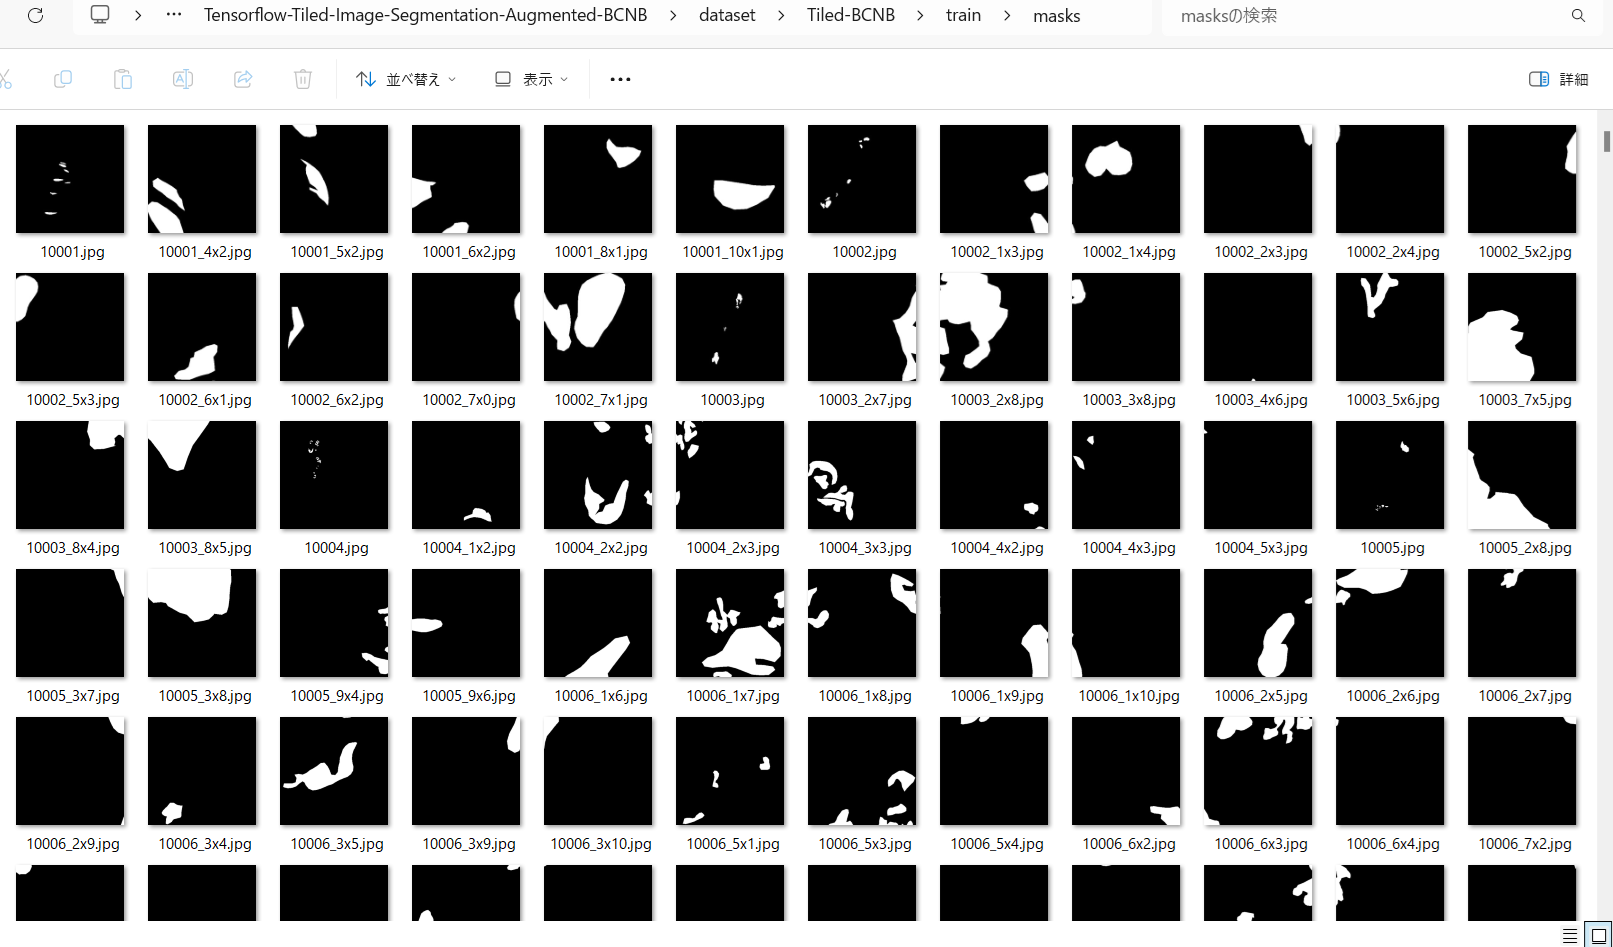 Tensorflow-Tiled-Image-Segmentation-Augmented-BCNB > dataset > Tiled-BCNB > train > masks masksの検索
並べ替え 表示 詳細
10001.jpg 10001_4x2.jpg 10001_5x2.jpg 10001_6x2.jpg 10001_8x1.jpg 10001_10x1.jpg 10002.jpg 10002_1x3.jpg 10002_1x4.jpg 10002_2x3.jpg 10002_2x4.jpg 10002_5x2.jpg
10002_5x3.jpg 10002_6x1.jpg 10002_6x2.jpg 10002_7x0.jpg 10002_7x1.jpg 10003.jpg 10003_2x7.jpg 10003_2x8.jpg 10003_3x8.jpg 10003_4x6.jpg 10003_5x6.jpg 10003_7x5.jpg
10003_8x4.jpg 10003_8x5.jpg 10004.jpg 10004_1x2.jpg 10004_2x2.jpg 10004_2x3.jpg 10004_3x3.jpg 10004_4x2.jpg 10004_4x3.jpg 10004_5x3.jpg 10005.jpg 10005_2x8.jpg
10005_3x7.jpg 10005_3x8.jpg 10005_9x4.jpg 10005_9x6.jpg 10006_1x6.jpg 10006_1x7.jpg 10006_1x8.jpg 10006_1x9.jpg 10006_1x10.jpg 10006_2x5.jpg 10006_2x6.jpg 10006_2x7.jpg
10006_2x9.jpg 10006_3x4.jpg 10006_3x5.jpg 10006_3x9.jpg 10006_3x10.jpg 10006_5x1.jpg 10006_5x3.jpg 10006_5x4.jpg 10006_6x2.jpg 10006_6x3.jpg 10006_6x4.jpg 10006_7x2.jpg